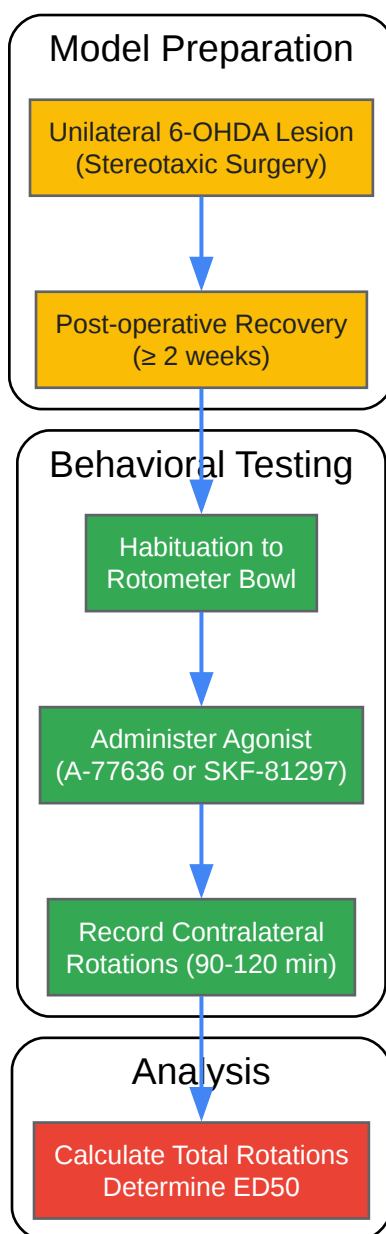 Model Preparation
Unilateral 6-OHDA Lesion
(Stereotaxic Surgery)
Post-operative Recovery
(≥ 2 weeks)
Behavioral Testing
Habituation to
Rotometer Bowl
Administer Agonist
(A-77636 or SKF-81297)
Record Contralateral
Rotations (90-120 min)
Analysis
Calculate Total Rotations
Determine ED50